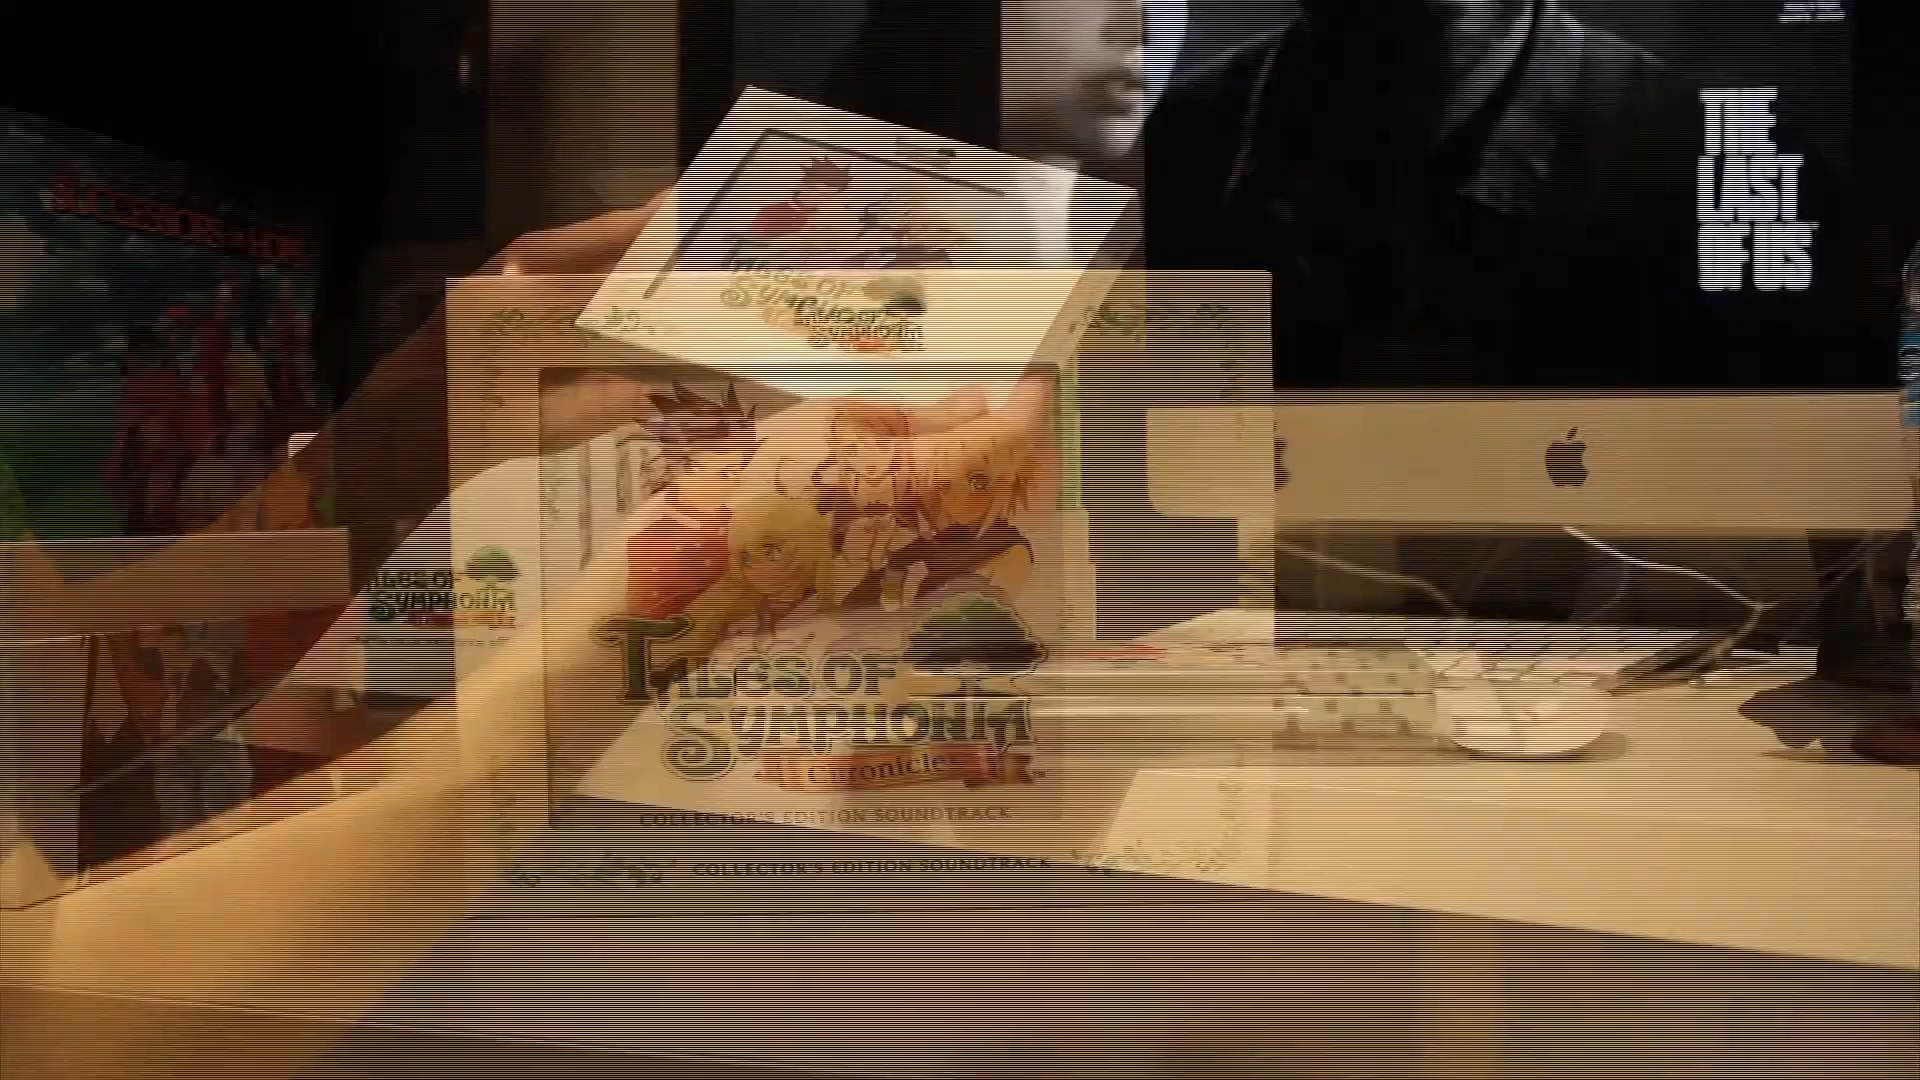 THE
LAST
OF US
SUCCESSORS OF HOPE
TALES OF
SYMPHONIA
TALES OF
SYMPHONIA
TALES OF
SYMPHONIA
Chronicles
COLLECTOR'S EDITION SOUNDTRACK
COLLECTOR'S EDITION SOUNDTRACK